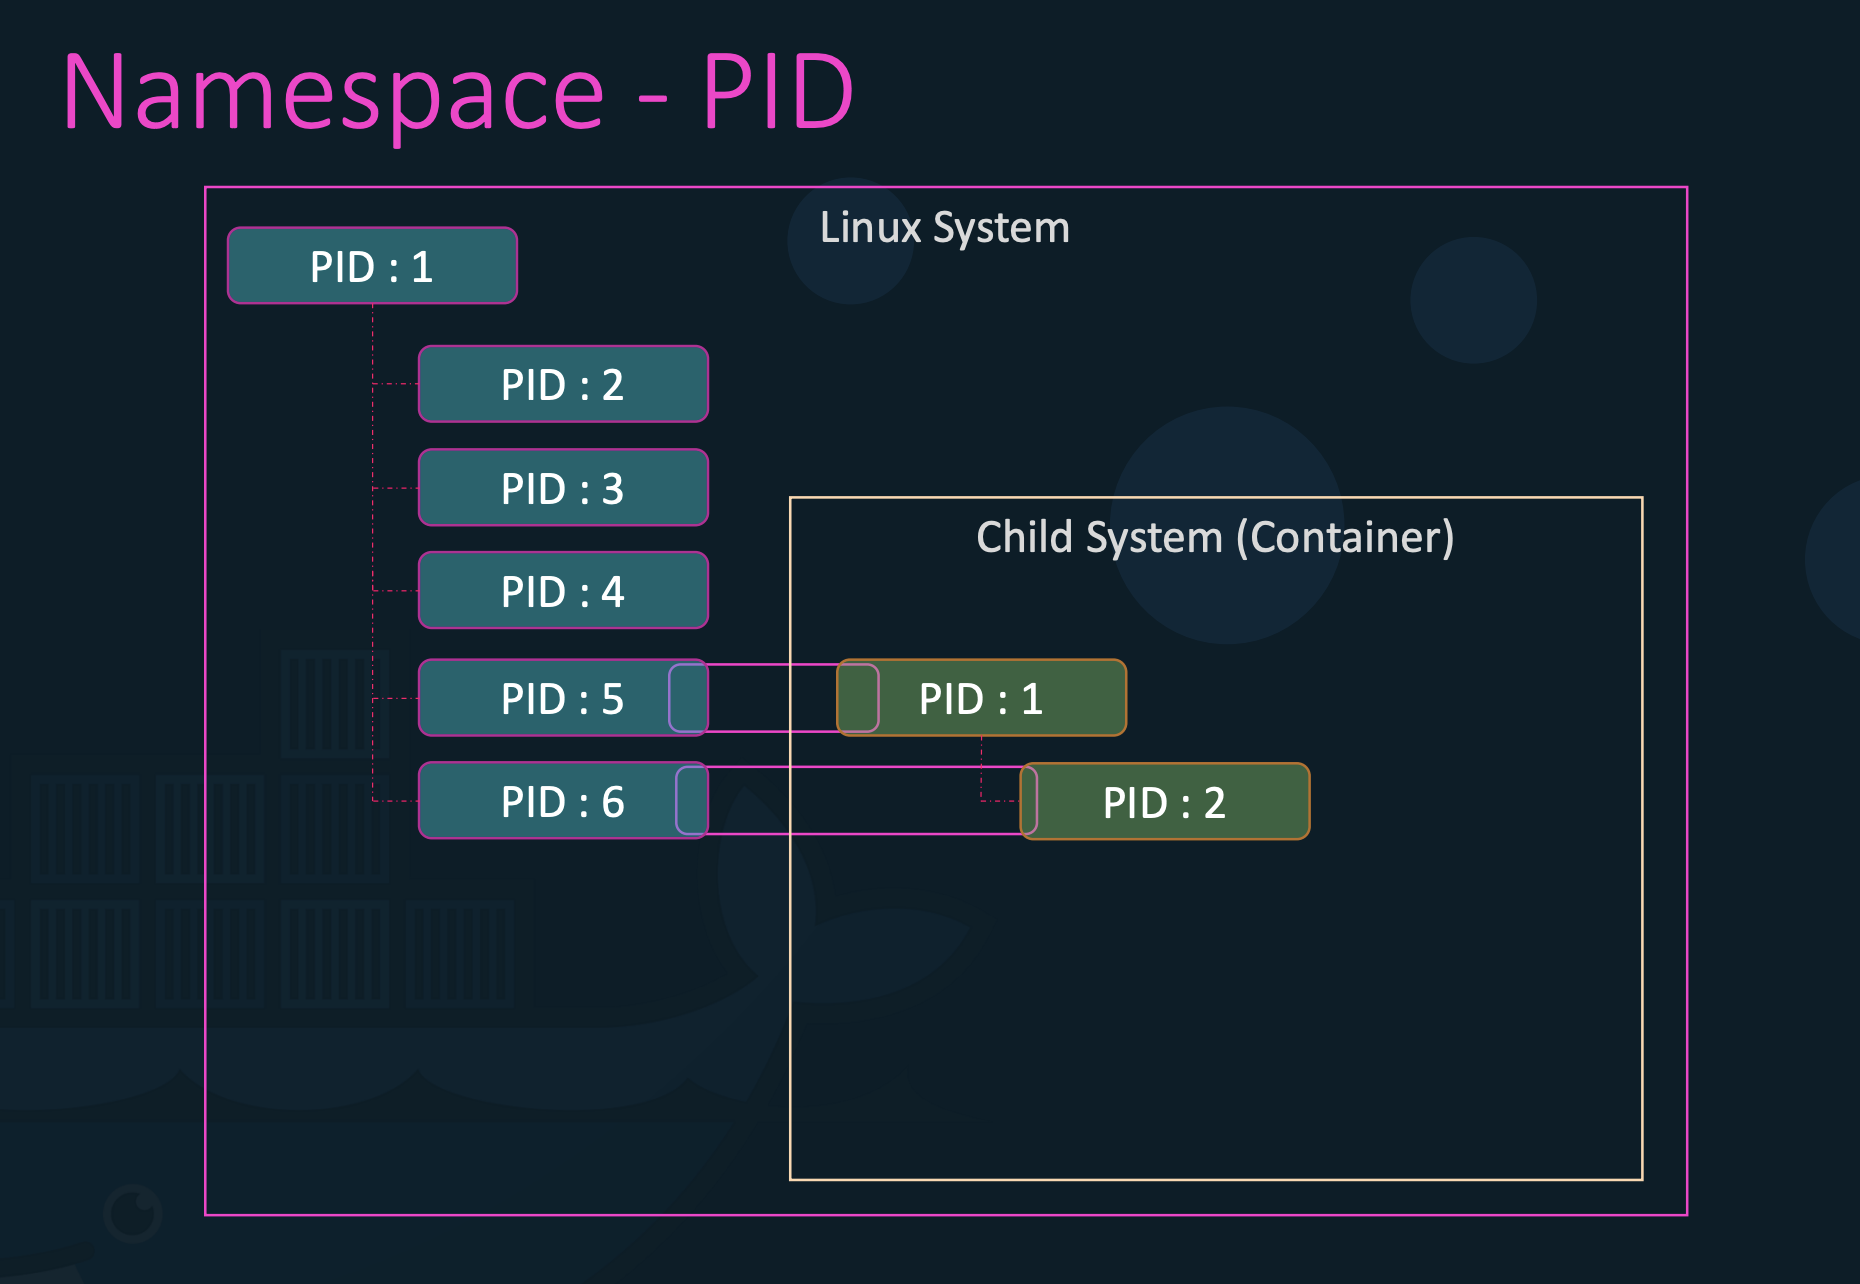 Namespace - PID
Linux System
PID : 1
PID : 2
PID : 3
PID : 4
Child System (Container)
PID : 5
PID : 1
PID : 6
PID : 2